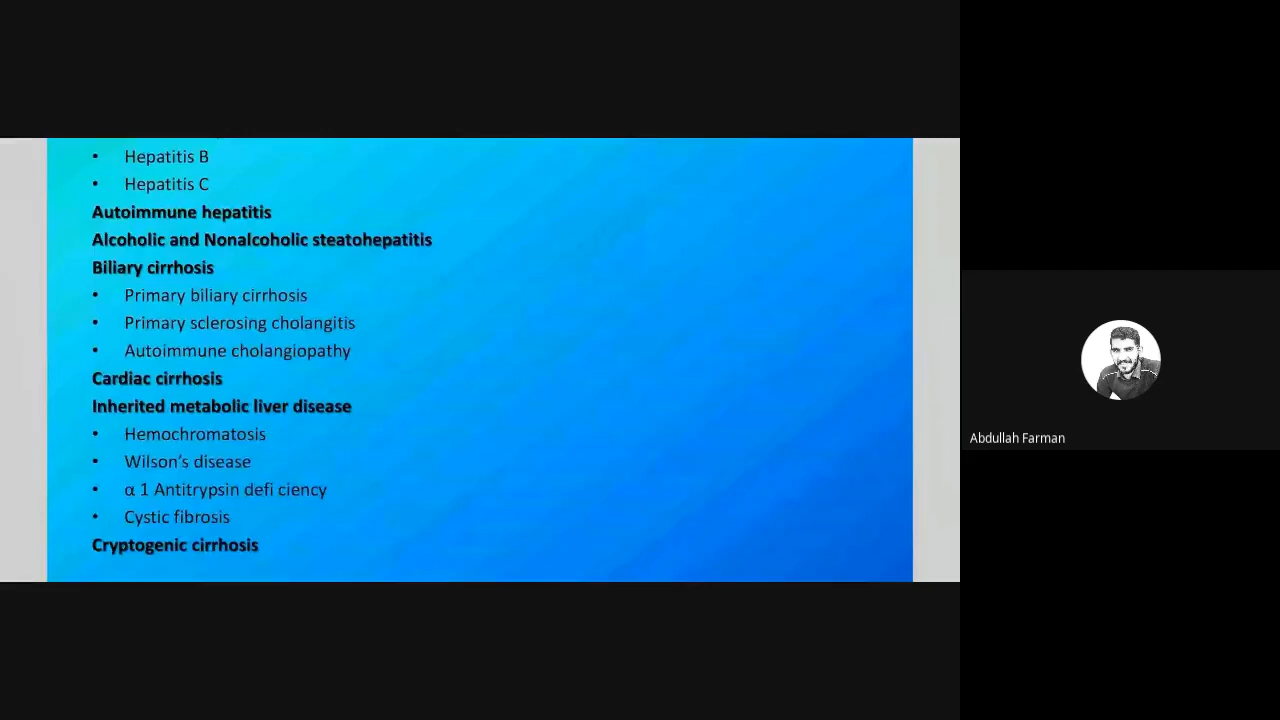 • Hepatitis B
• Hepatitis C
Autoimmune hepatitis
Alcoholic and Nonalcoholic steatohepatitis
Biliary cirrhosis
• Primary biliary cirrhosis
• Primary sclerosing cholangitis
• Autoimmune cholangiopathy
Cardiac cirrhosis
Inherited metabolic liver disease
• Hemochromatosis
• Wilson’s disease
• α 1 Antitrypsin defi ciency
• Cystic fibrosis
Cryptogenic cirrhosis
Abdullah Farman